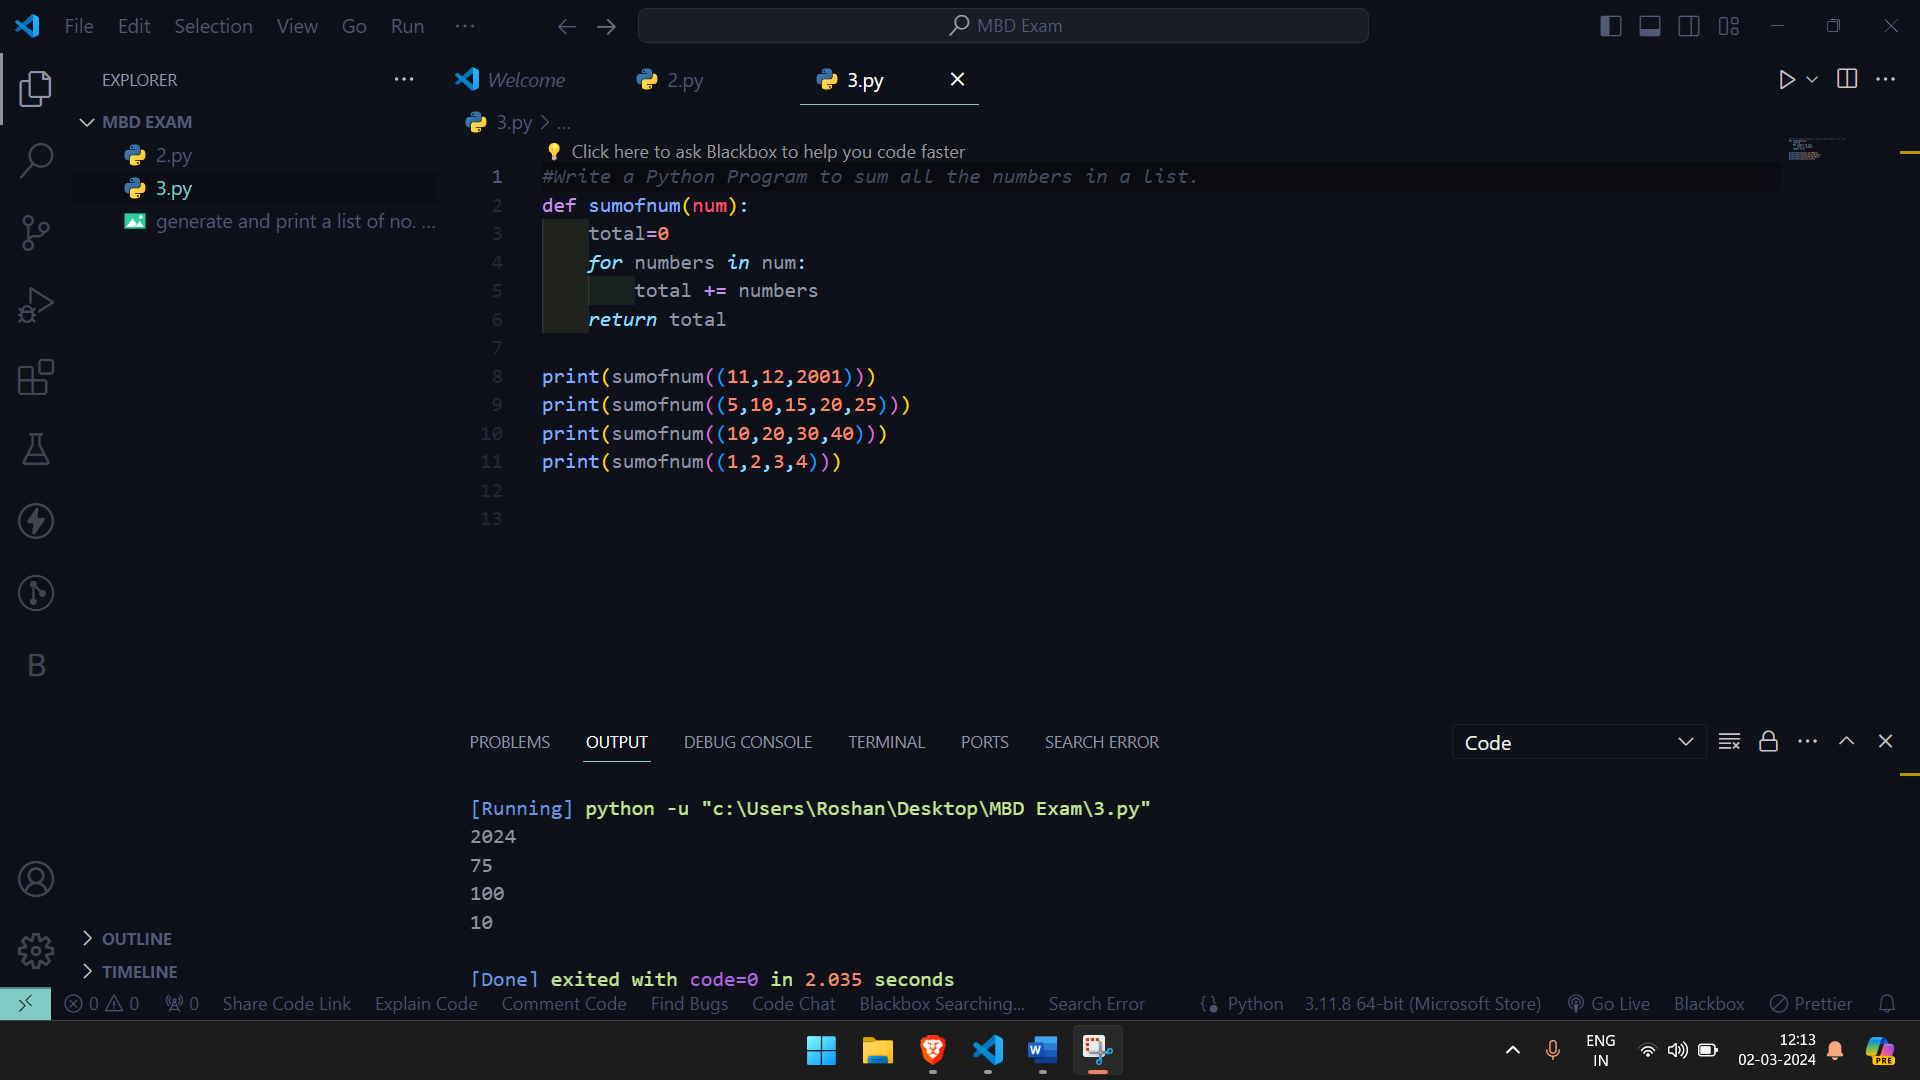 File Edit Selection View Go Run ...
MBD Exam
EXPLORER ...
MBD EXAM
2.py
3.py
generate and print a list of no. ...
Welcome
2.py
3.py
3.py > ...
Click here to ask Blackbox to help you code faster
1 #Write a Python Program to sum all the numbers in a list.
2 def sumofnum(num):
3 total=0
4 for numbers in num:
5 total += numbers
6 return total
7
8 print(sumofnum((11,12,2001)))
9 print(sumofnum((5,10,15,20,25)))
10 print(sumofnum((10,20,30,40)))
11 print(sumofnum((1,2,3,4)))
12
13
B
PROBLEMS OUTPUT DEBUG CONSOLE TERMINAL PORTS SEARCH ERROR
Code
[Running] python -u "c:\Users\Roshan\Desktop\MBD Exam\3.py"
2024
75
100
10
[Done] exited with code=0 in 2.035 seconds
OUTLINE
TIMELINE
0 0 0 Share Code Link Explain Code Comment Code Find Bugs Code Chat Blackbox Searching... Search Error Python 3.11.8 64-bit (Microsoft Store) Go Live Blackbox Prettier
W
ENG
IN
12:13
02-03-2024
PRE